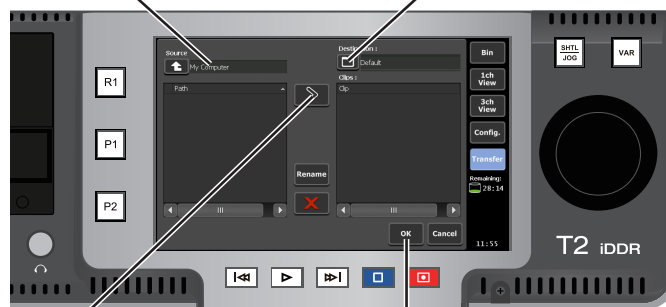 Source
My Computer
Path
Destination :
Default
Clips :
Clip
Rename
OK
Cancel
Bin
1ch
View
3ch
View
Config.
Transfer
Remaining:
28:14
11:55
R1
P1
P2
SHTL
JOG
VAR
T2 iDDR